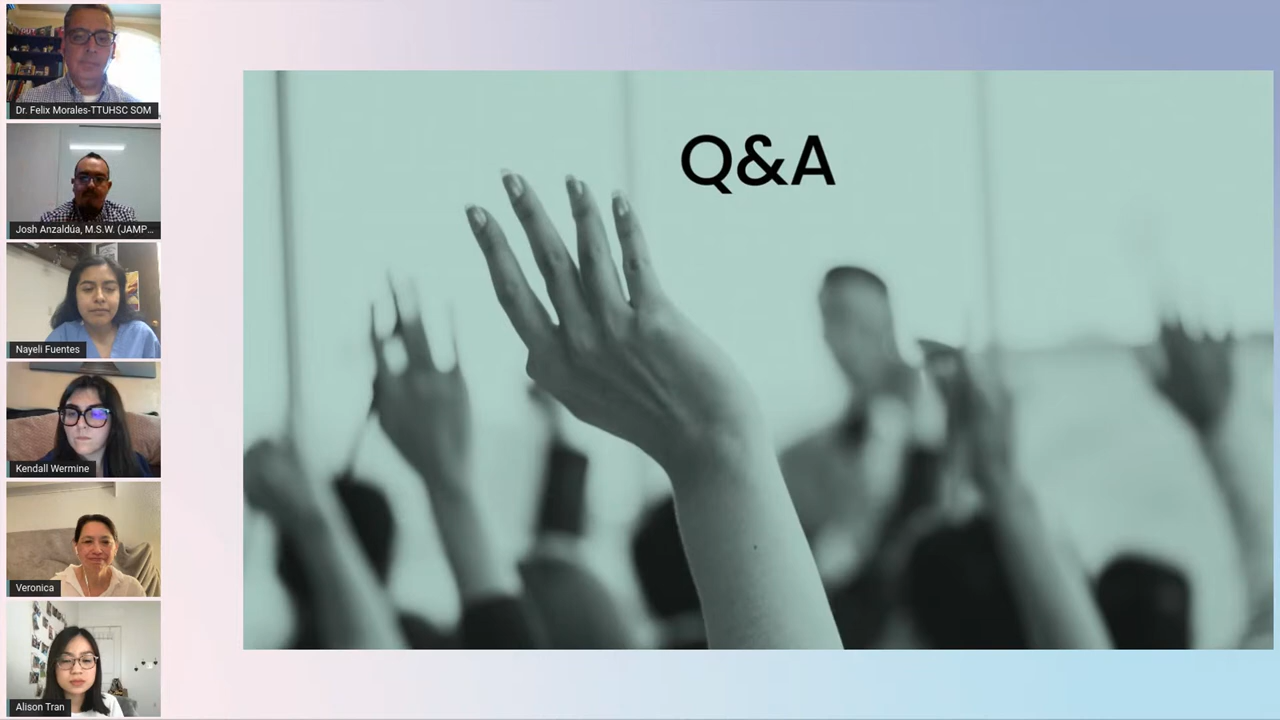 Dr. Felix Morales-TTUHSC SOM
Josh Anzaldúa, M.S.W. (JAMP...
Nayeli Fuentes
Kendall Wermine
Veronica
Alison Tran
Q&A